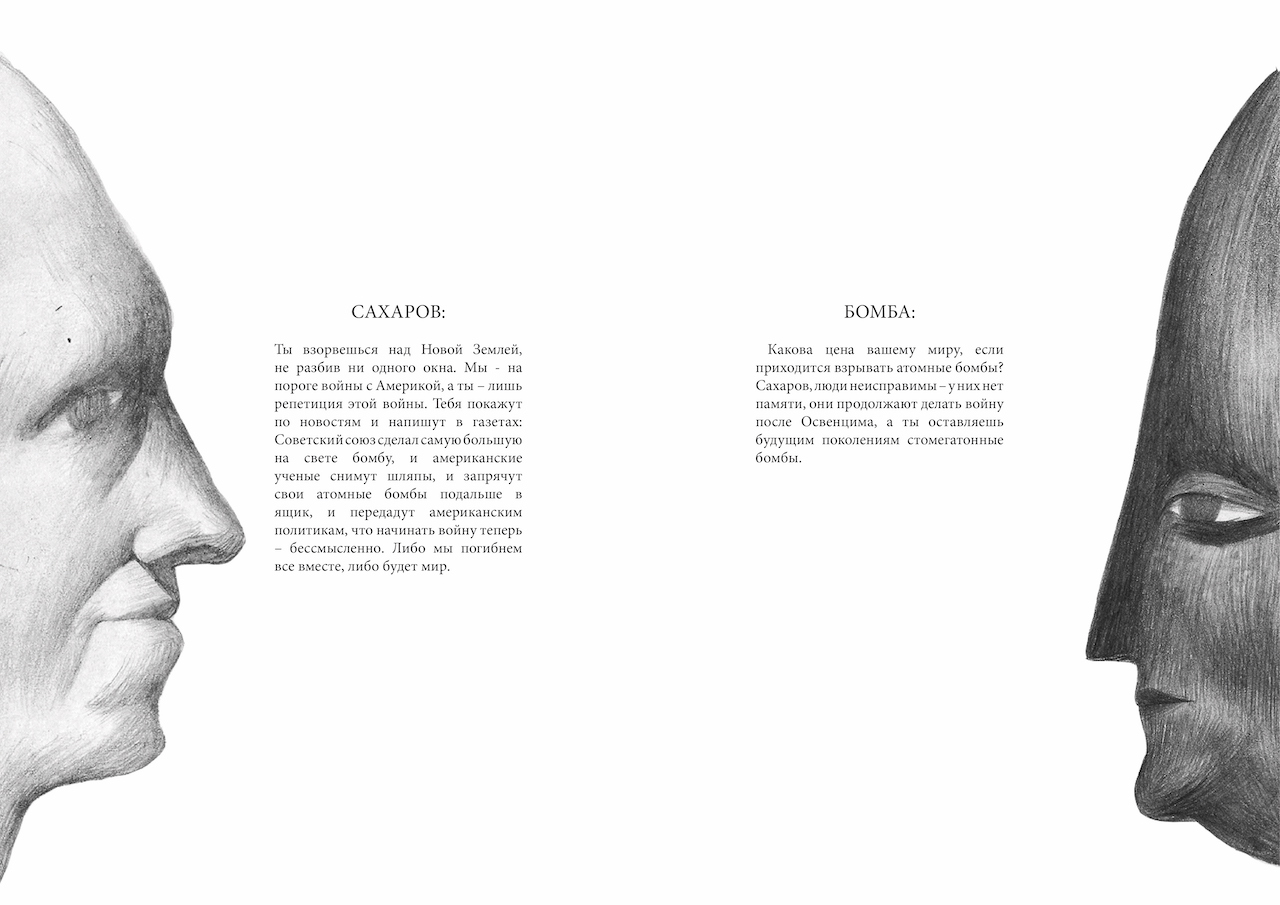 САХАРОВ:
Ты взорвешься над Новой Землей,
не разбив ни одного окна. Мы - на
пороге войны с Америкой, а ты – лишь
репетиция этой войны. Тебя покажут
по новостям и напишут в газетах:
Советский союз сделал самую большую
на свете бомбу, и американские
ученые снимут шляпы, и запрячут
свои атомные бомбы подальше в
ящик, и передадут американским
политикам, что начинать войну теперь
– бессмысленно. Либо мы погибнем
все вместе, либо будет мир.
БОМБА:
Какова цена вашему миру, если
приходится взрывать атомные бомбы?
Сахаров, люди неисправимы – у них нет
памяти, они продолжают делать войну
после Освенцима, а ты оставляешь
будущим поколениям стомегатонные
бомбы.